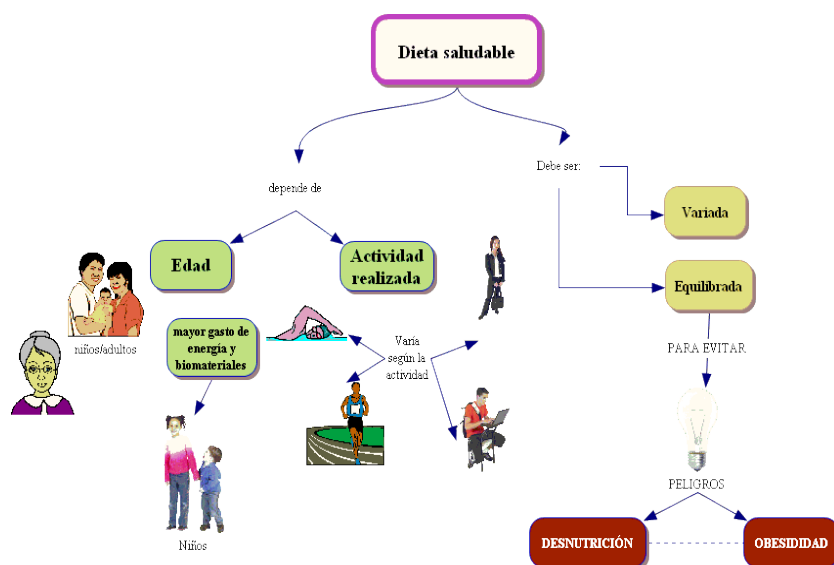 Dieta saludable
depende de
Debe ser:
Variada
Edad
Actividad
realizada
Equilibrada
niños/adultos
mayor gasto de
energía y
biomateriales
Varía
según la
actividad
PARA EVITAR
PELIGROS
Niños
DESNUTRICIÓN
OBESIDIDAD